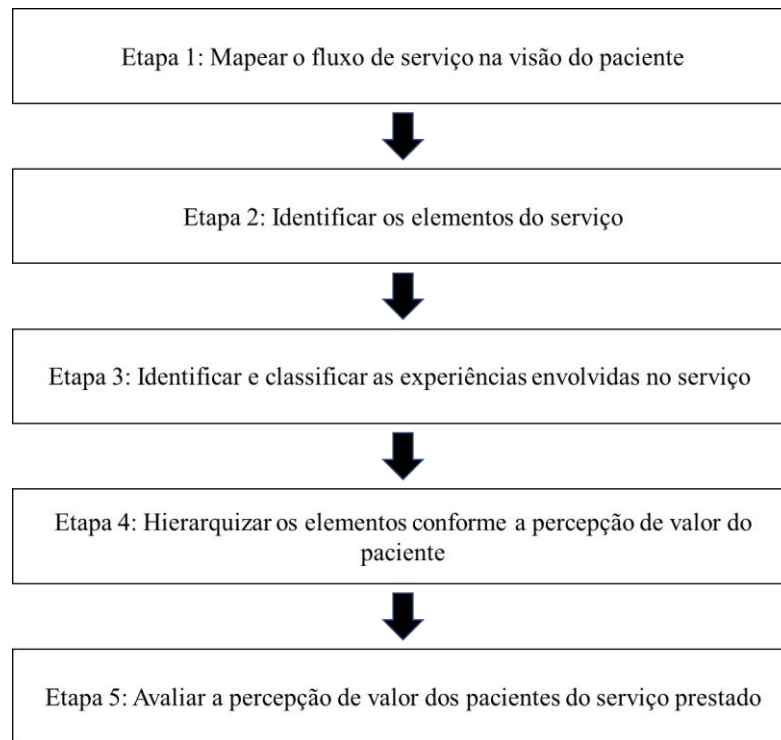 Etapa 1: Mapear o fluxo de serviço na visão do paciente
Etapa 2: Identificar os elementos do serviço
Etapa 3: Identificar e classificar as experiências envolvidas no serviço
Etapa 4: Hierarquizar os elementos conforme a percepção de valor do
paciente
Etapa 5: Avaliar a percepção de valor dos pacientes do serviço prestado